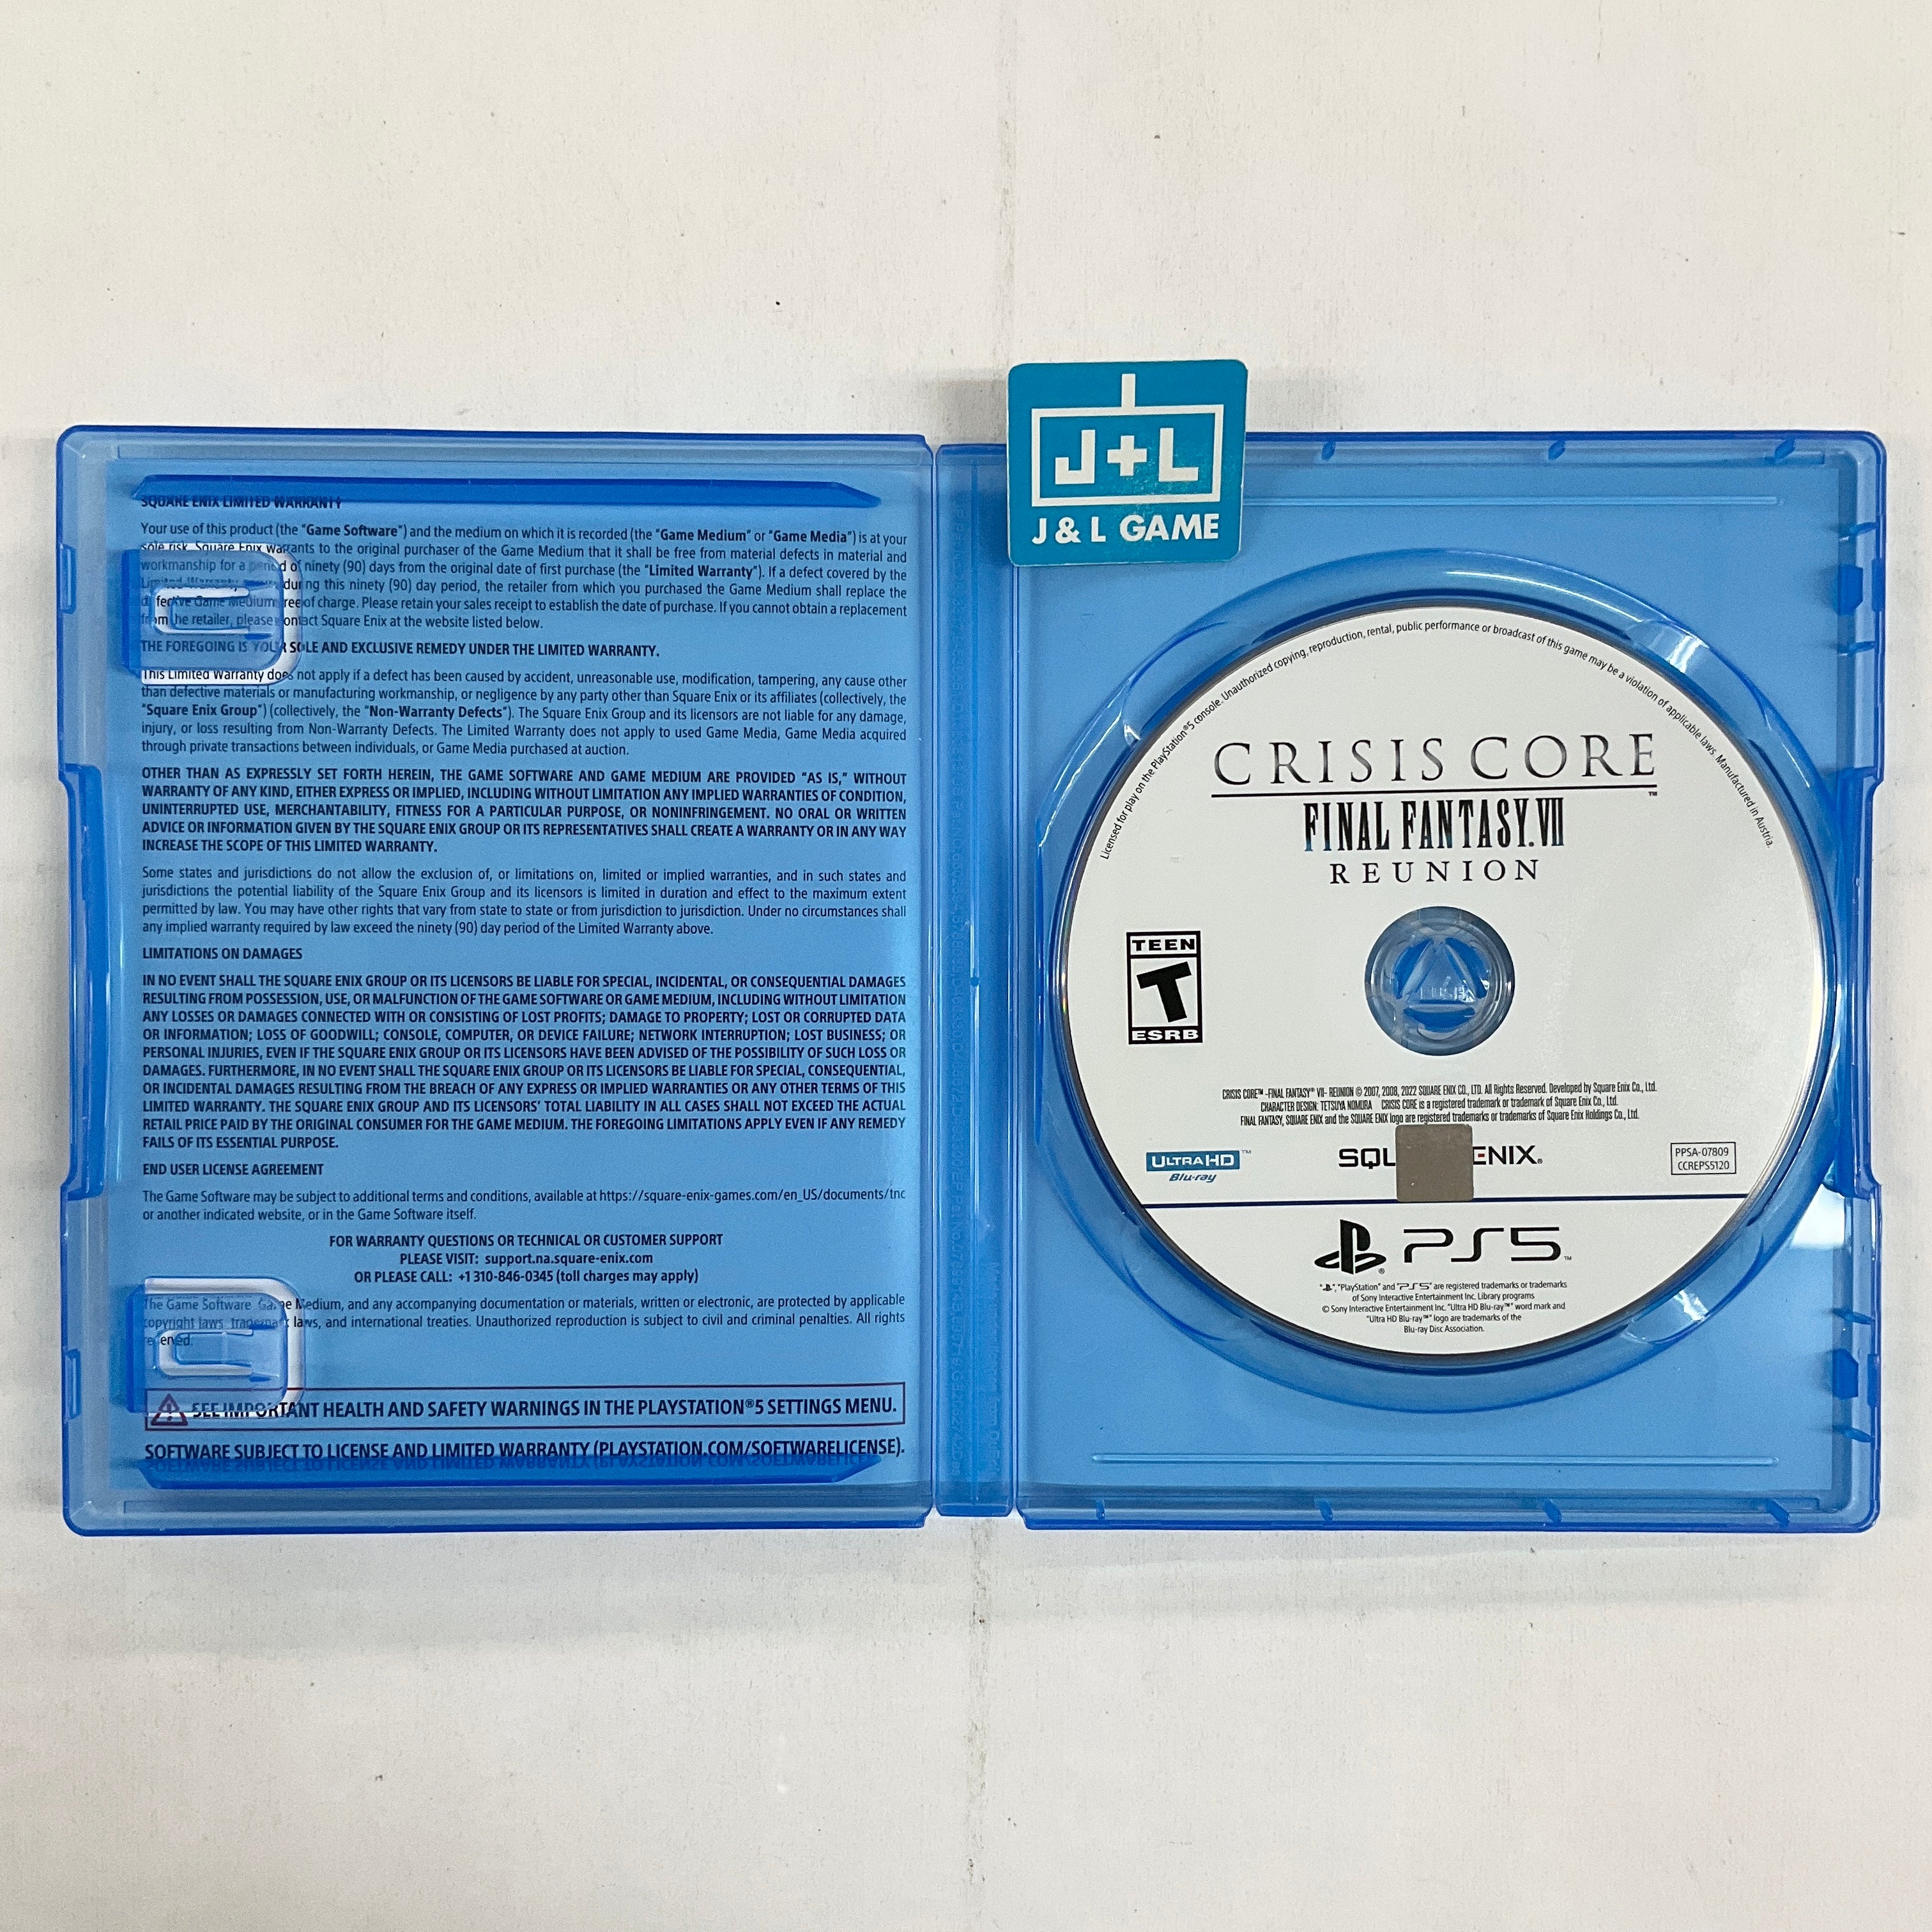 SQUARE ENIX LIMITED WARRANTY
Your use of this product (the "Game Software") and the medium on which it is recorded (the "Game Medium" or "Game Media") is at your
sole risk. Square Enix warrants to the original purchaser of the Game Medium that it shall be free from material defects in material and
workmanship for a period of ninety (90) days from the original date of first purchase (the "Limited Warranty"). If a defect covered by the
Limited Warranty during this ninety (90) day period, the retailer from which you purchased the Game Medium shall replace the
defective Game Medium free of charge. Please retain your sales receipt to establish the date of purchase. If you cannot obtain a replacement
from the retailer, please contact Square Enix at the website listed below.
THE FOREGOING IS YOUR SOLE AND EXCLUSIVE REMEDY UNDER THE LIMITED WARRANTY.
This Limited Warranty does not apply if a defect has been caused by accident, unreasonable use, modification, tampering, any cause other
than defective materials or manufacturing workmanship, or negligence by any party other than Square Enix or its affiliates (collectively, the
"Square Enix Group") (collectively, the "Non-Warranty Defects"). The Square Enix Group and its licensors are not liable for any damage,
injury, or loss resulting from Non-Warranty Defects. The Limited Warranty does not apply to used Game Media, Game Media acquired
through private transactions between individuals, or Game Media purchased at auction.
OTHER THAN AS EXPRESSLY SET FORTH HEREIN, THE GAME SOFTWARE AND GAME MEDIUM ARE PROVIDED "AS IS," WITHOUT
WARRANTY OF ANY KIND, EITHER EXPRESS OR IMPLIED, INCLUDING WITHOUT LIMITATION ANY IMPLIED WARRANTIES OF CONDITION,
UNINTERRUPTED USE, MERCHANTABILITY, FITNESS FOR A PARTICULAR PURPOSE, OR NONINFRINGEMENT. NO ORAL OR WRITTEN
ADVICE OR INFORMATION GIVEN BY THE SQUARE ENIX GROUP OR ITS REPRESENTATIVES SHALL CREATE A WARRANTY OR IN ANY WAY
INCREASE THE SCOPE OF THIS LIMITED WARRANTY.
Some states and jurisdictions do not allow the exclusion of, or limitations on, limited or implied warranties, and in such states and
jurisdictions the potential liability of the Square Enix Group and its licensors is limited in duration and effect to the maximum extent
permitted by law. You may have other rights that vary from state to state or from jurisdiction to jurisdiction. Under no circumstances shall
any implied warranty required by law exceed the ninety (90) day period of the Limited Warranty above.
LIMITATIONS ON DAMAGES
IN NO EVENT SHALL THE SQUARE ENIX GROUP OR ITS LICENSORS BE LIABLE FOR SPECIAL, INCIDENTAL, OR CONSEQUENTIAL DAMAGES
RESULTING FROM POSSESSION, USE, OR MALFUNCTION OF THE GAME SOFTWARE OR GAME MEDIUM, INCLUDING WITHOUT LIMITATION
ANY LOSSES OR DAMAGES CONNECTED WITH OR CONSISTING OF LOST PROFITS; DAMAGE TO PROPERTY; LOST OR CORRUPTED DATA
OR INFORMATION; LOSS OF GOODWILL; CONSOLE, COMPUTER, OR DEVICE FAILURE; NETWORK INTERRUPTION; LOST BUSINESS; OR
PERSONAL INJURIES, EVEN IF THE SQUARE ENIX GROUP OR ITS LICENSORS HAVE BEEN ADVISED OF THE POSSIBILITY OF SUCH LOSS OR
DAMAGES. FURTHERMORE, IN NO EVENT SHALL THE SQUARE ENIX GROUP OR ITS LICENSORS BE LIABLE FOR SPECIAL, CONSEQUENTIAL,
OR INCIDENTAL DAMAGES RESULTING FROM THE BREACH OF ANY EXPRESS OR IMPLIED WARRANTIES OR ANY OTHER TERMS OF THIS
LIMITED WARRANTY. THE SQUARE ENIX GROUP AND ITS LICENSORS' TOTAL LIABILITY IN ALL CASES SHALL NOT EXCEED THE ACTUAL
RETAIL PRICE PAID BY THE ORIGINAL CONSUMER FOR THE GAME MEDIUM. THE FOREGOING LIMITATIONS APPLY EVEN IF ANY REMEDY
FAILS OF ITS ESSENTIAL PURPOSE.
END USER LICENSE AGREEMENT
The Game Software may be subject to additional terms and conditions, available at https://square-enix-games.com/en_US/documents/tnc
or another indicated website, or in the Game Software itself.
FOR WARRANTY QUESTIONS OR TECHNICAL OR CUSTOMER SUPPORT
PLEASE VISIT: support.na.square-enix.com
OR PLEASE CALL: +1 310-846-0345 (toll charges may apply)
The Game Software, Game Medium, and any accompanying documentation or materials, written or electronic, are protected by applicable
copyright laws, trademark laws, and international treaties. Unauthorized reproduction is subject to civil and criminal penalties. All rights
reserved.
SEE IMPORTANT HEALTH AND SAFETY WARNINGS IN THE PLAYSTATION®5 SETTINGS MENU.
SOFTWARE SUBJECT TO LICENSE AND LIMITED WARRANTY (PLAYSTATION.COM/SOFTWARELICENSE).
J+L
J & L GAME
Licensed for play on the PlayStation®5 console. Unauthorized copying, reproduction, rental, public performance or broadcast of this game may be a violation of applicable laws. Manufactured in Austria.
CRISIS CORE
FINAL FANTASY.VII ™
REUNION
TEEN
T
ESRB
CRISIS CORE™ -FINAL FANTASY® VII- REUNION © 2007, 2008, 2022 SQUARE ENIX CO., LTD. All Rights Reserved. Developed by Square Enix Co., Ltd.
CHARACTER DESIGN: TETSUYA NOMURA CRISIS CORE is a registered trademark or trademark of Square Enix Co., Ltd.
FINAL FANTASY, SQUARE ENIX and the SQUARE ENIX logo are registered trademarks or trademarks of Square Enix Holdings Co., Ltd.
ULTRA HD ™
Blu-ray
SQU ENIX®
PPSA-07809
CCREPS5120
PS5™
"PlayStation" and "PS5" are registered trademarks or trademarks
of Sony Interactive Entertainment Inc. Library programs
© Sony Interactive Entertainment Inc. "Ultra HD Blu-ray™" word mark and
"Ultra HD Blu-ray™" logo are trademarks of the
Blu-ray Disc Association.